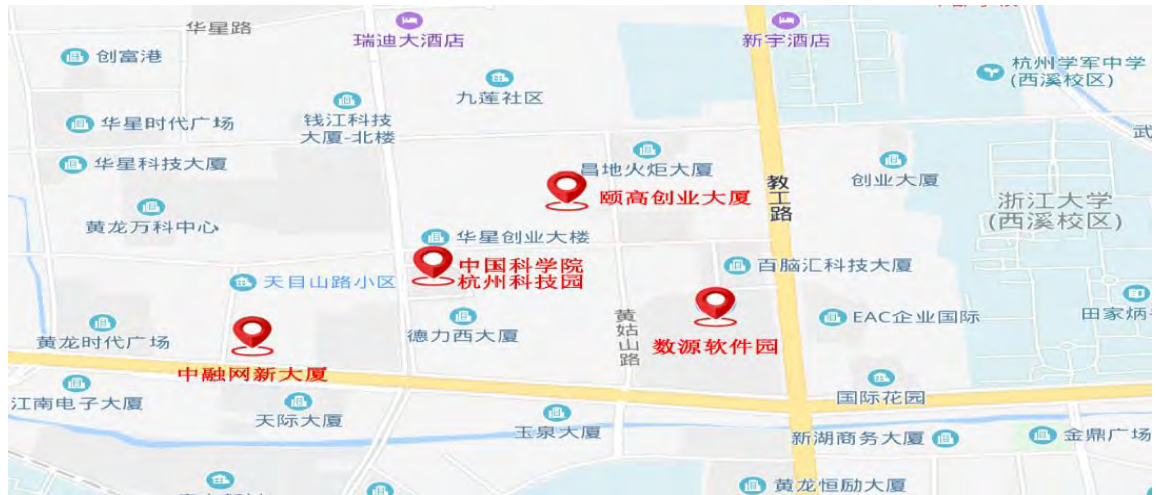 华星路
瑞迪大酒店
新宇酒店
创富港
九莲社区
杭州学军中学
(西溪校区)
华星时代广场
钱江科技
大厦-北楼
武
华星科技大厦
昌地火炬大厦
教工路
创业大厦
颐高创业大厦
浙江大学
(西溪校区)
黄龙万科中心
华星创业大楼
中国科学院
杭州科技园
百脑汇科技大厦
天目山路小区
黄龙时代广场
德力西大厦
黄姑山路
数源软件园
EAC企业国际
田家炳
中融网新大厦
江南电子大厦
天际大厦
玉泉大厦
国际花园
新湖商务大厦
金鼎广场
黄龙恒励大厦